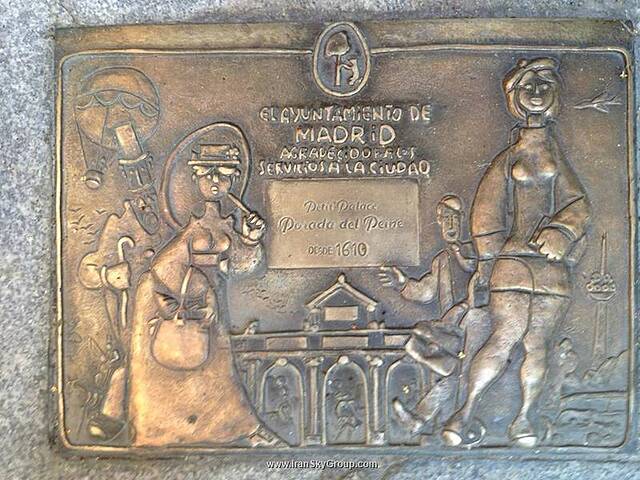 EL AYUNTAMIENTO DE
MADRID
AGRADECIDO POR LOS
SERVICIOS A LA CIUDAD
Petit Palace
Posada del Peine
DESDE 1610
www.IranSkyGroup.com